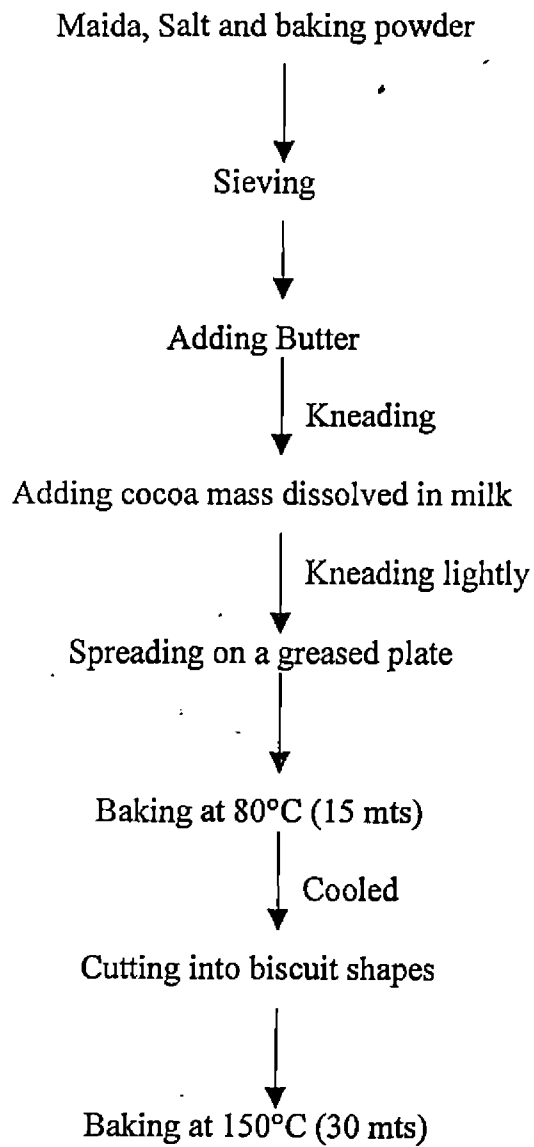 Maida, Salt and baking powder
Sieving
Adding Butter
Kneading
Adding cocoa mass dissolved in milk
Kneading lightly
Spreading on a greased plate
Baking at 80°C (15 mts)
Cooled
Cutting into biscuit shapes
Baking at 150°C (30 mts)